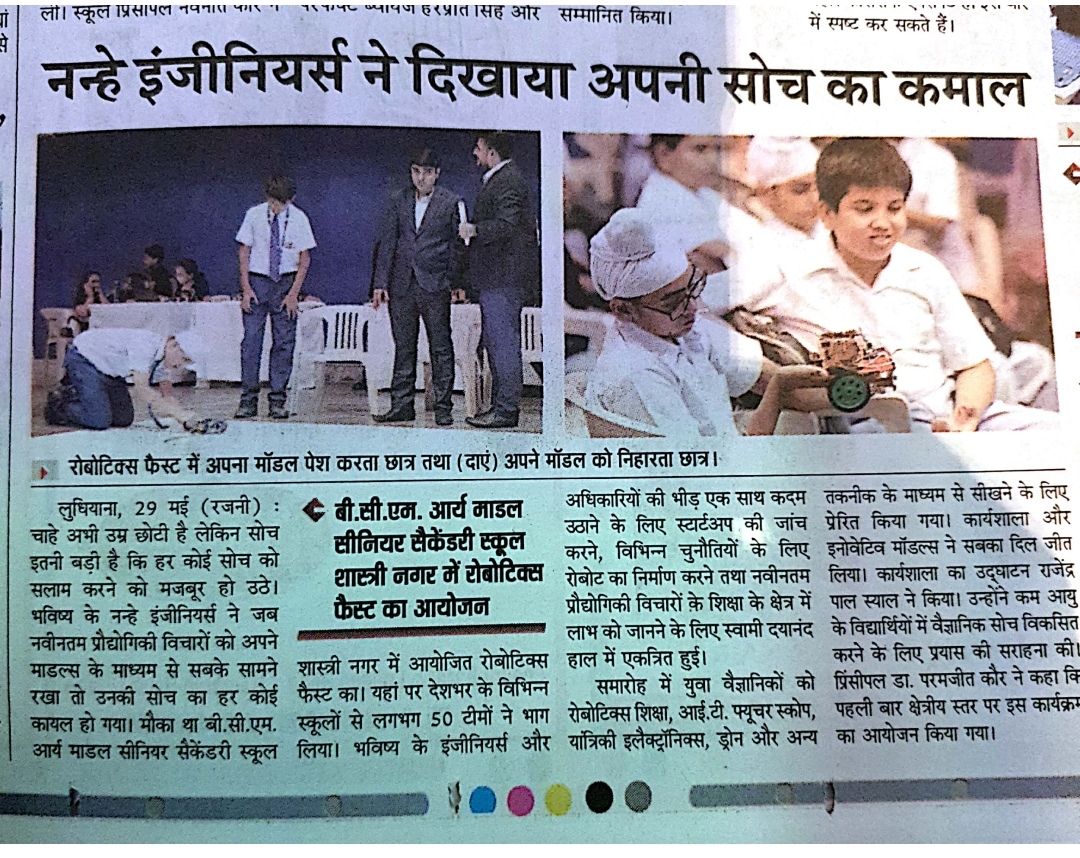 ली। स्कूल प्रिंसीपल नवनीत कौर ने
हरप्रीत सिंह और
सम्मानित किया।
में स्पष्ट कर सकते हैं।
नन्हे इंजीनियर्स ने दिखाया अपनी सोच का कमाल
रोबोटिक्स फैस्ट में अपना मॉडल पेश करता छात्र तथा (दाएं) अपने मॉडल को निहारता छात्र।
लुधियाना, 29 मई (रजनी) :
चाहे अभी उम्र छोटी है लेकिन सोच
इतनी बड़ी है कि हर कोई सोच को
सलाम करने को मजबूर हो उठे।
भविष्य के नन्हे इंजीनियर्स ने जब
नवीनतम प्रौद्योगिकी विचारों को अपने
माडल्स के माध्यम से सबके सामने
रखा तो उनकी सोच का हर कोई
कायल हो गया। मौका था बी.सी.एम.
आर्य माडल सीनियर सैकेंडरी स्कूल
बी.सी.एम. आर्य माडल
सीनियर सैकेंडरी स्कूल
शास्त्री नगर में रोबोटिक्स
फैस्ट का आयोजन
शास्त्री नगर में आयोजित रोबोटिक्स
फैस्ट का। यहां पर देशभर के विभिन्न
स्कूलों से लगभग 50 टीमों ने भाग
लिया। भविष्य के इंजीनियर्स और
अधिकारियों की भीड़ एक साथ कदम
उठाने के लिए स्टार्टअप की जांच
करने, विभिन्न चुनौतियों के लिए
रोबोट का निर्माण करने तथा नवीनतम
प्रौद्योगिकी विचारों के शिक्षा के क्षेत्र में
लाभ को जानने के लिए स्वामी दयानंद
हाल में एकत्रित हुई।
समारोह में युवा वैज्ञानिकों को
रोबोटिक्स शिक्षा, आई.टी. फ्यूचर स्कोप,
यांत्रिकी इलैक्ट्रॉनिक्स, ड्रोन और अन्य
तकनीक के माध्यम से सीखने के लिए
प्रेरित किया गया। कार्यशाला और
इनोवेटिव मॉडल्स ने सबका दिल जीत
लिया। कार्यशाला का उद्घाटन राजेंद्र
पाल स्याल ने किया। उन्होंने कम आयु
के विद्यार्थियों में वैज्ञानिक सोच विकसित
करने के लिए प्रयास की सराहना की।
प्रिंसीपल डा. परमजीत कौर ने कहा कि
पहली बार क्षेत्रीय स्तर पर इस कार्यक्रम
का आयोजन किया गया।